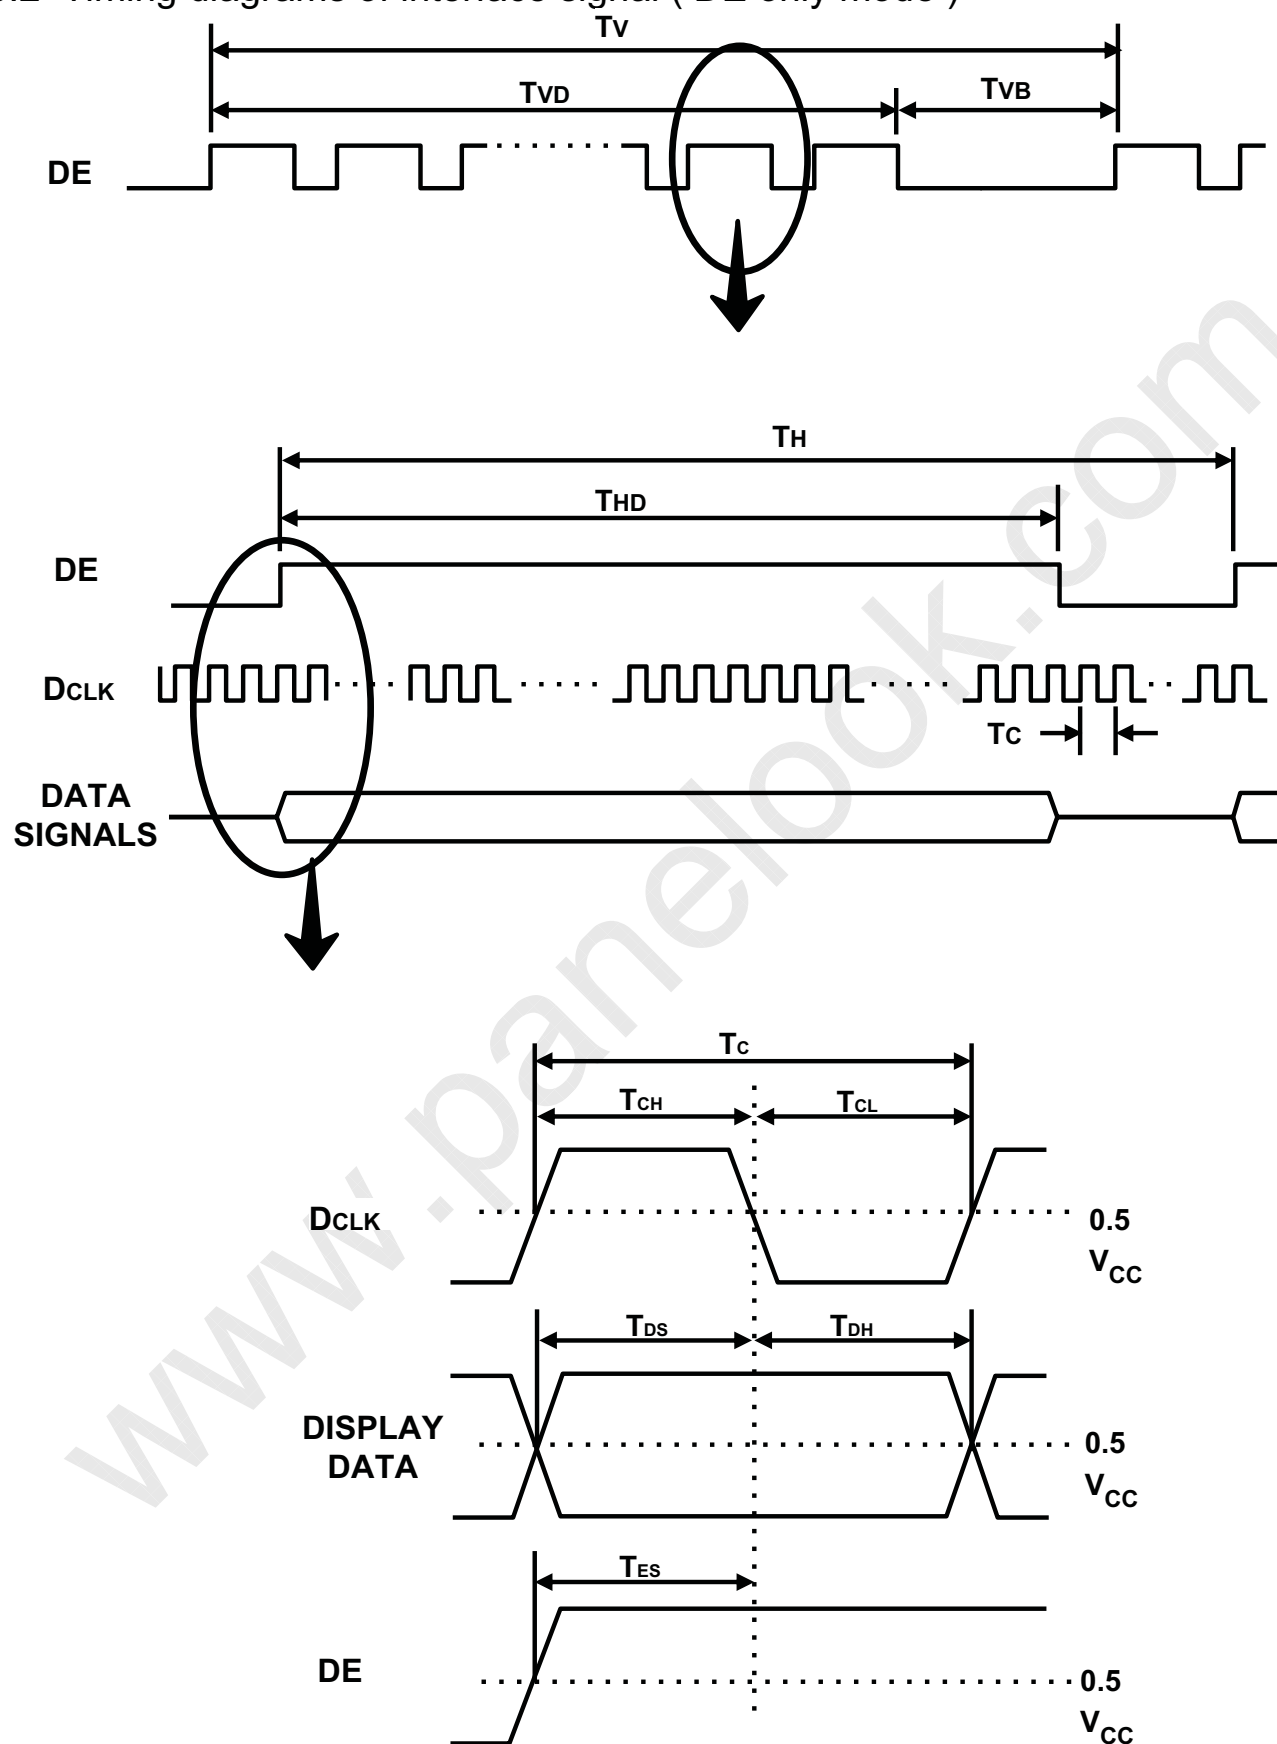 Timing diagrams of interface signal ( DE only mode )
TV
TVD TVB
DE
TH
THD
DE
DCLK
TC
DATA
SIGNALS
TC
TCH TCL
DCLK
0.5
VCC
TDS TDH
DISPLAY
DATA
0.5
VCC
TES
DE
0.5
VCC
www.panelook.com